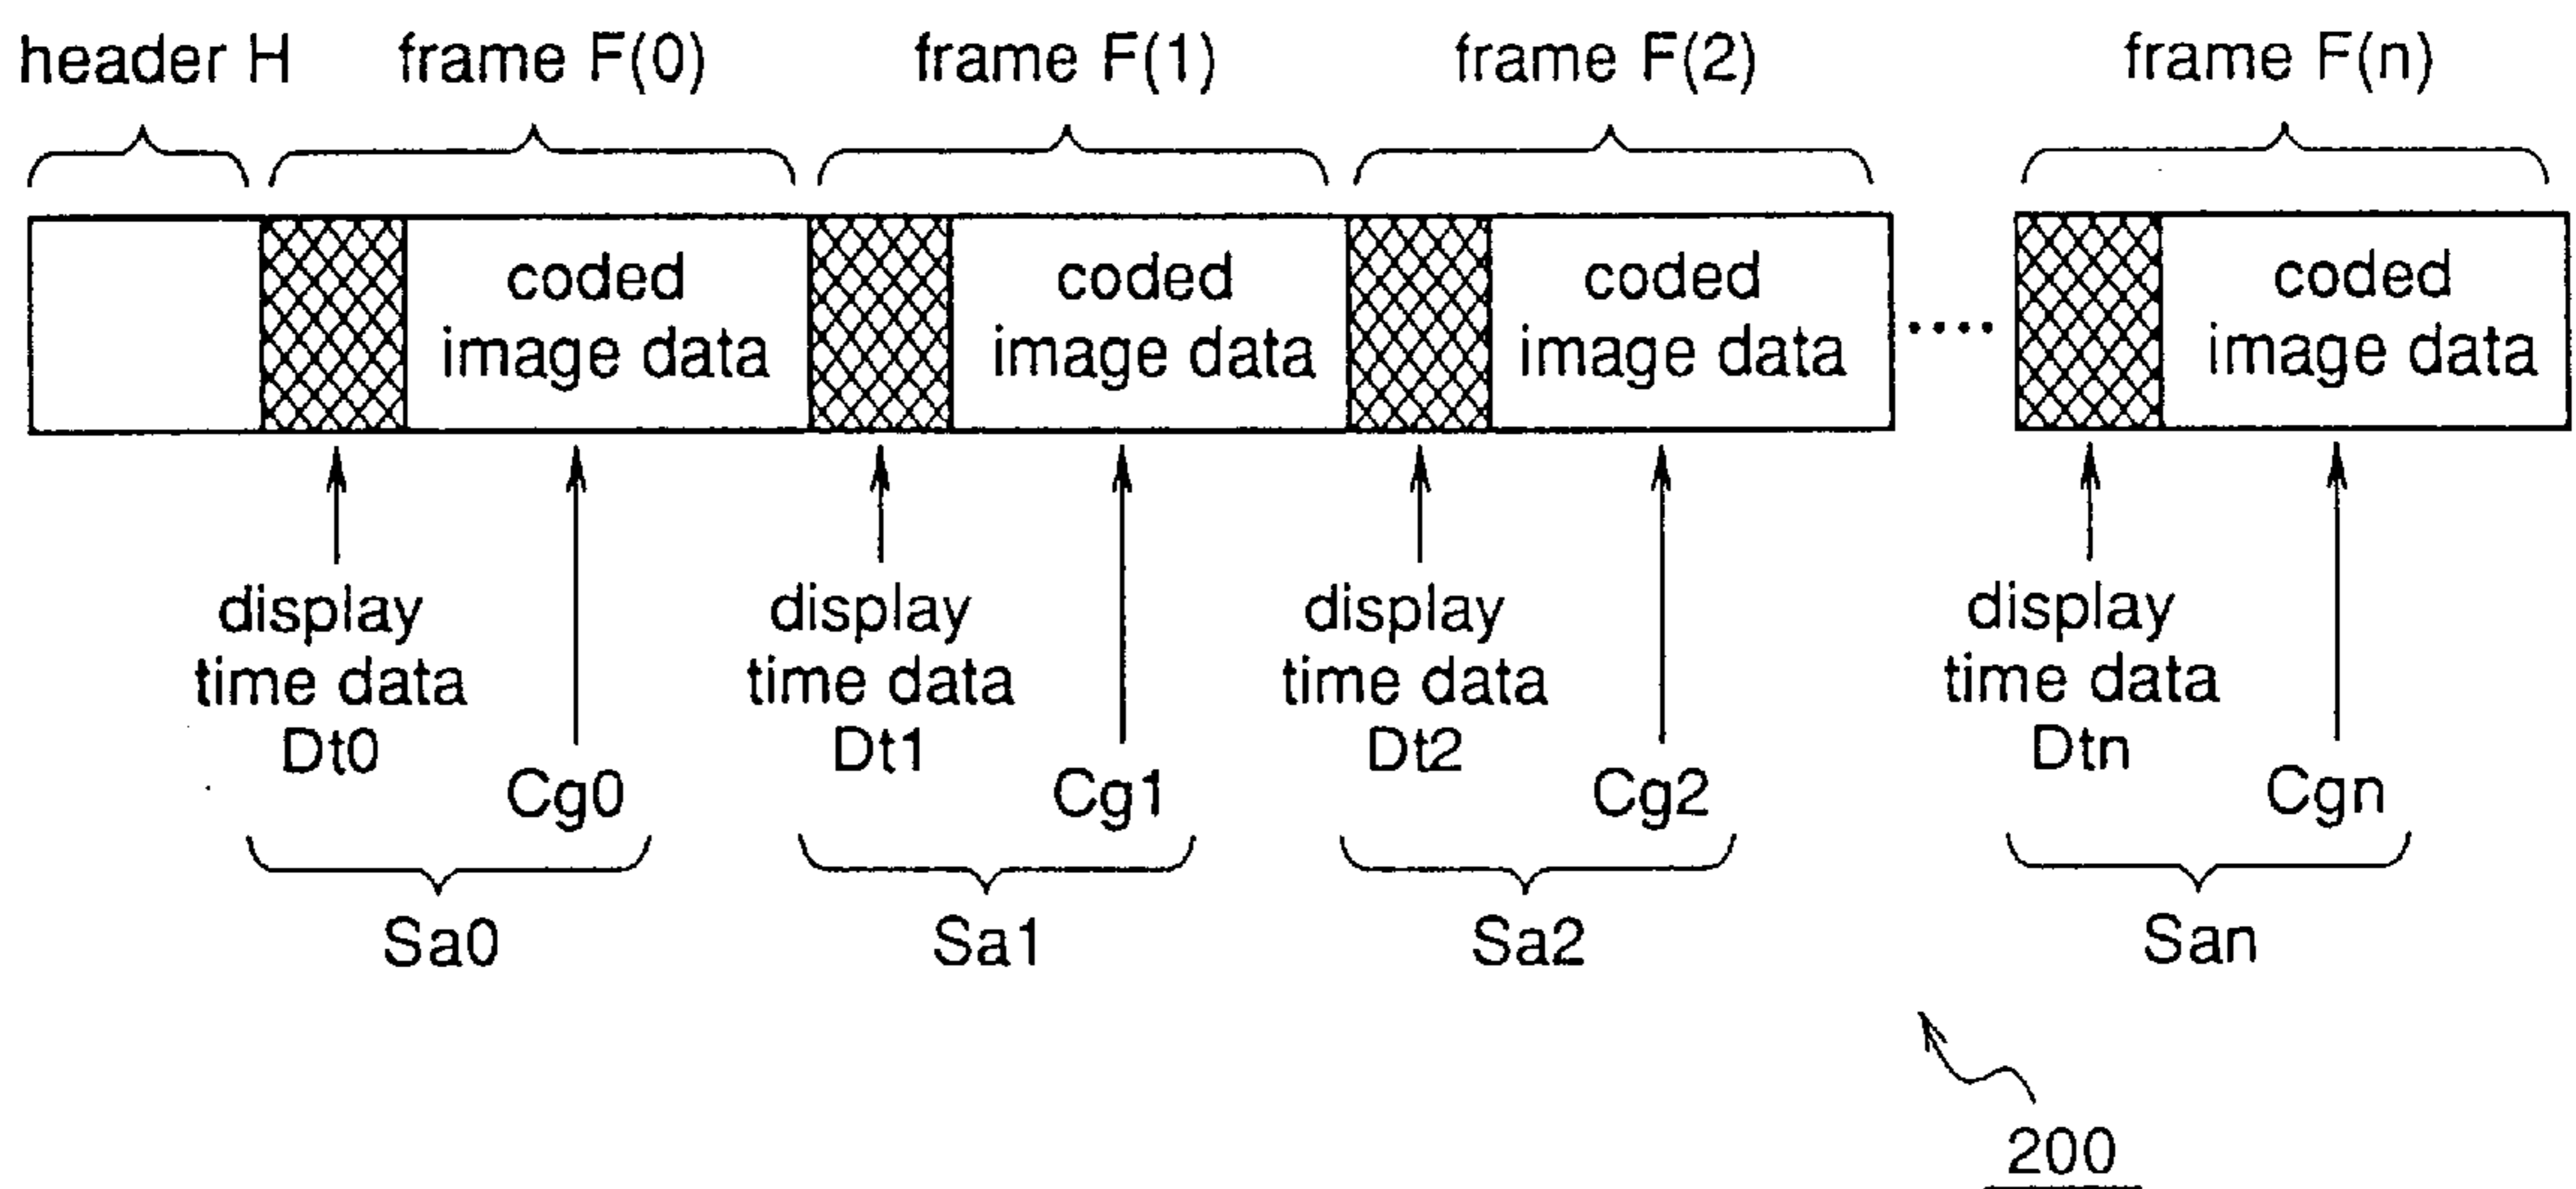 header H
frame F(0)
frame F(1)
frame F(2)
frame F(n)
coded
image data
coded
image data
coded
image data
....
coded
image data
display
time data
Dt0
Cg0
display
time data
Dt1
Cg1
display
time data
Dt2
Cg2
display
time data
Dtn
Cgn
Sa0
Sa1
Sa2
San
200